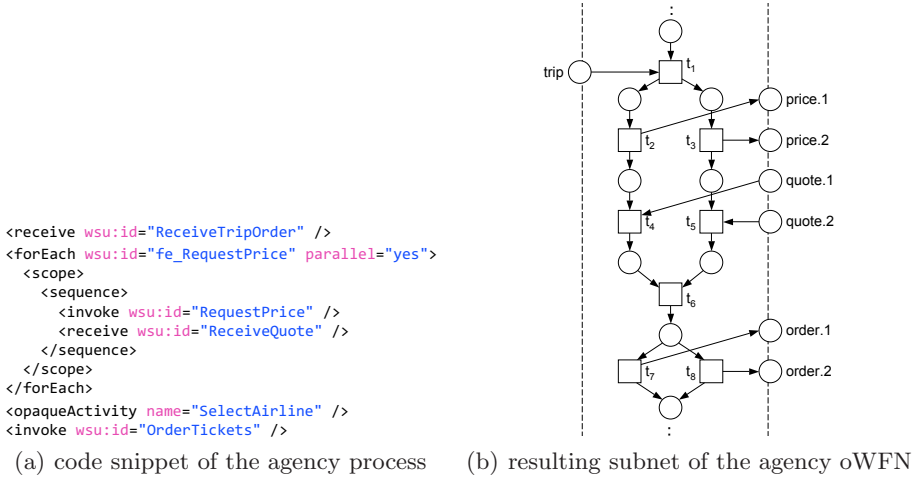 <receive wsu:id="ReceiveTripOrder" />
<forEach wsu:id="fe_RequestPrice" parallel="yes">
<scope>
<sequence>
<invoke wsu:id="RequestPrice" />
<receive wsu:id="ReceiveQuote" />
</sequence>
</scope>
</forEach>
<opaqueActivity name="SelectAirline" />
<invoke wsu:id="OrderTickets" />
(a) code snippet of the agency process
:
t1
trip
price.1
t2
t3
price.2
quote.1
t4
t5
quote.2
t6
order.1
t7
t8
order.2
:
(b) resulting subnet of the agency oWFN